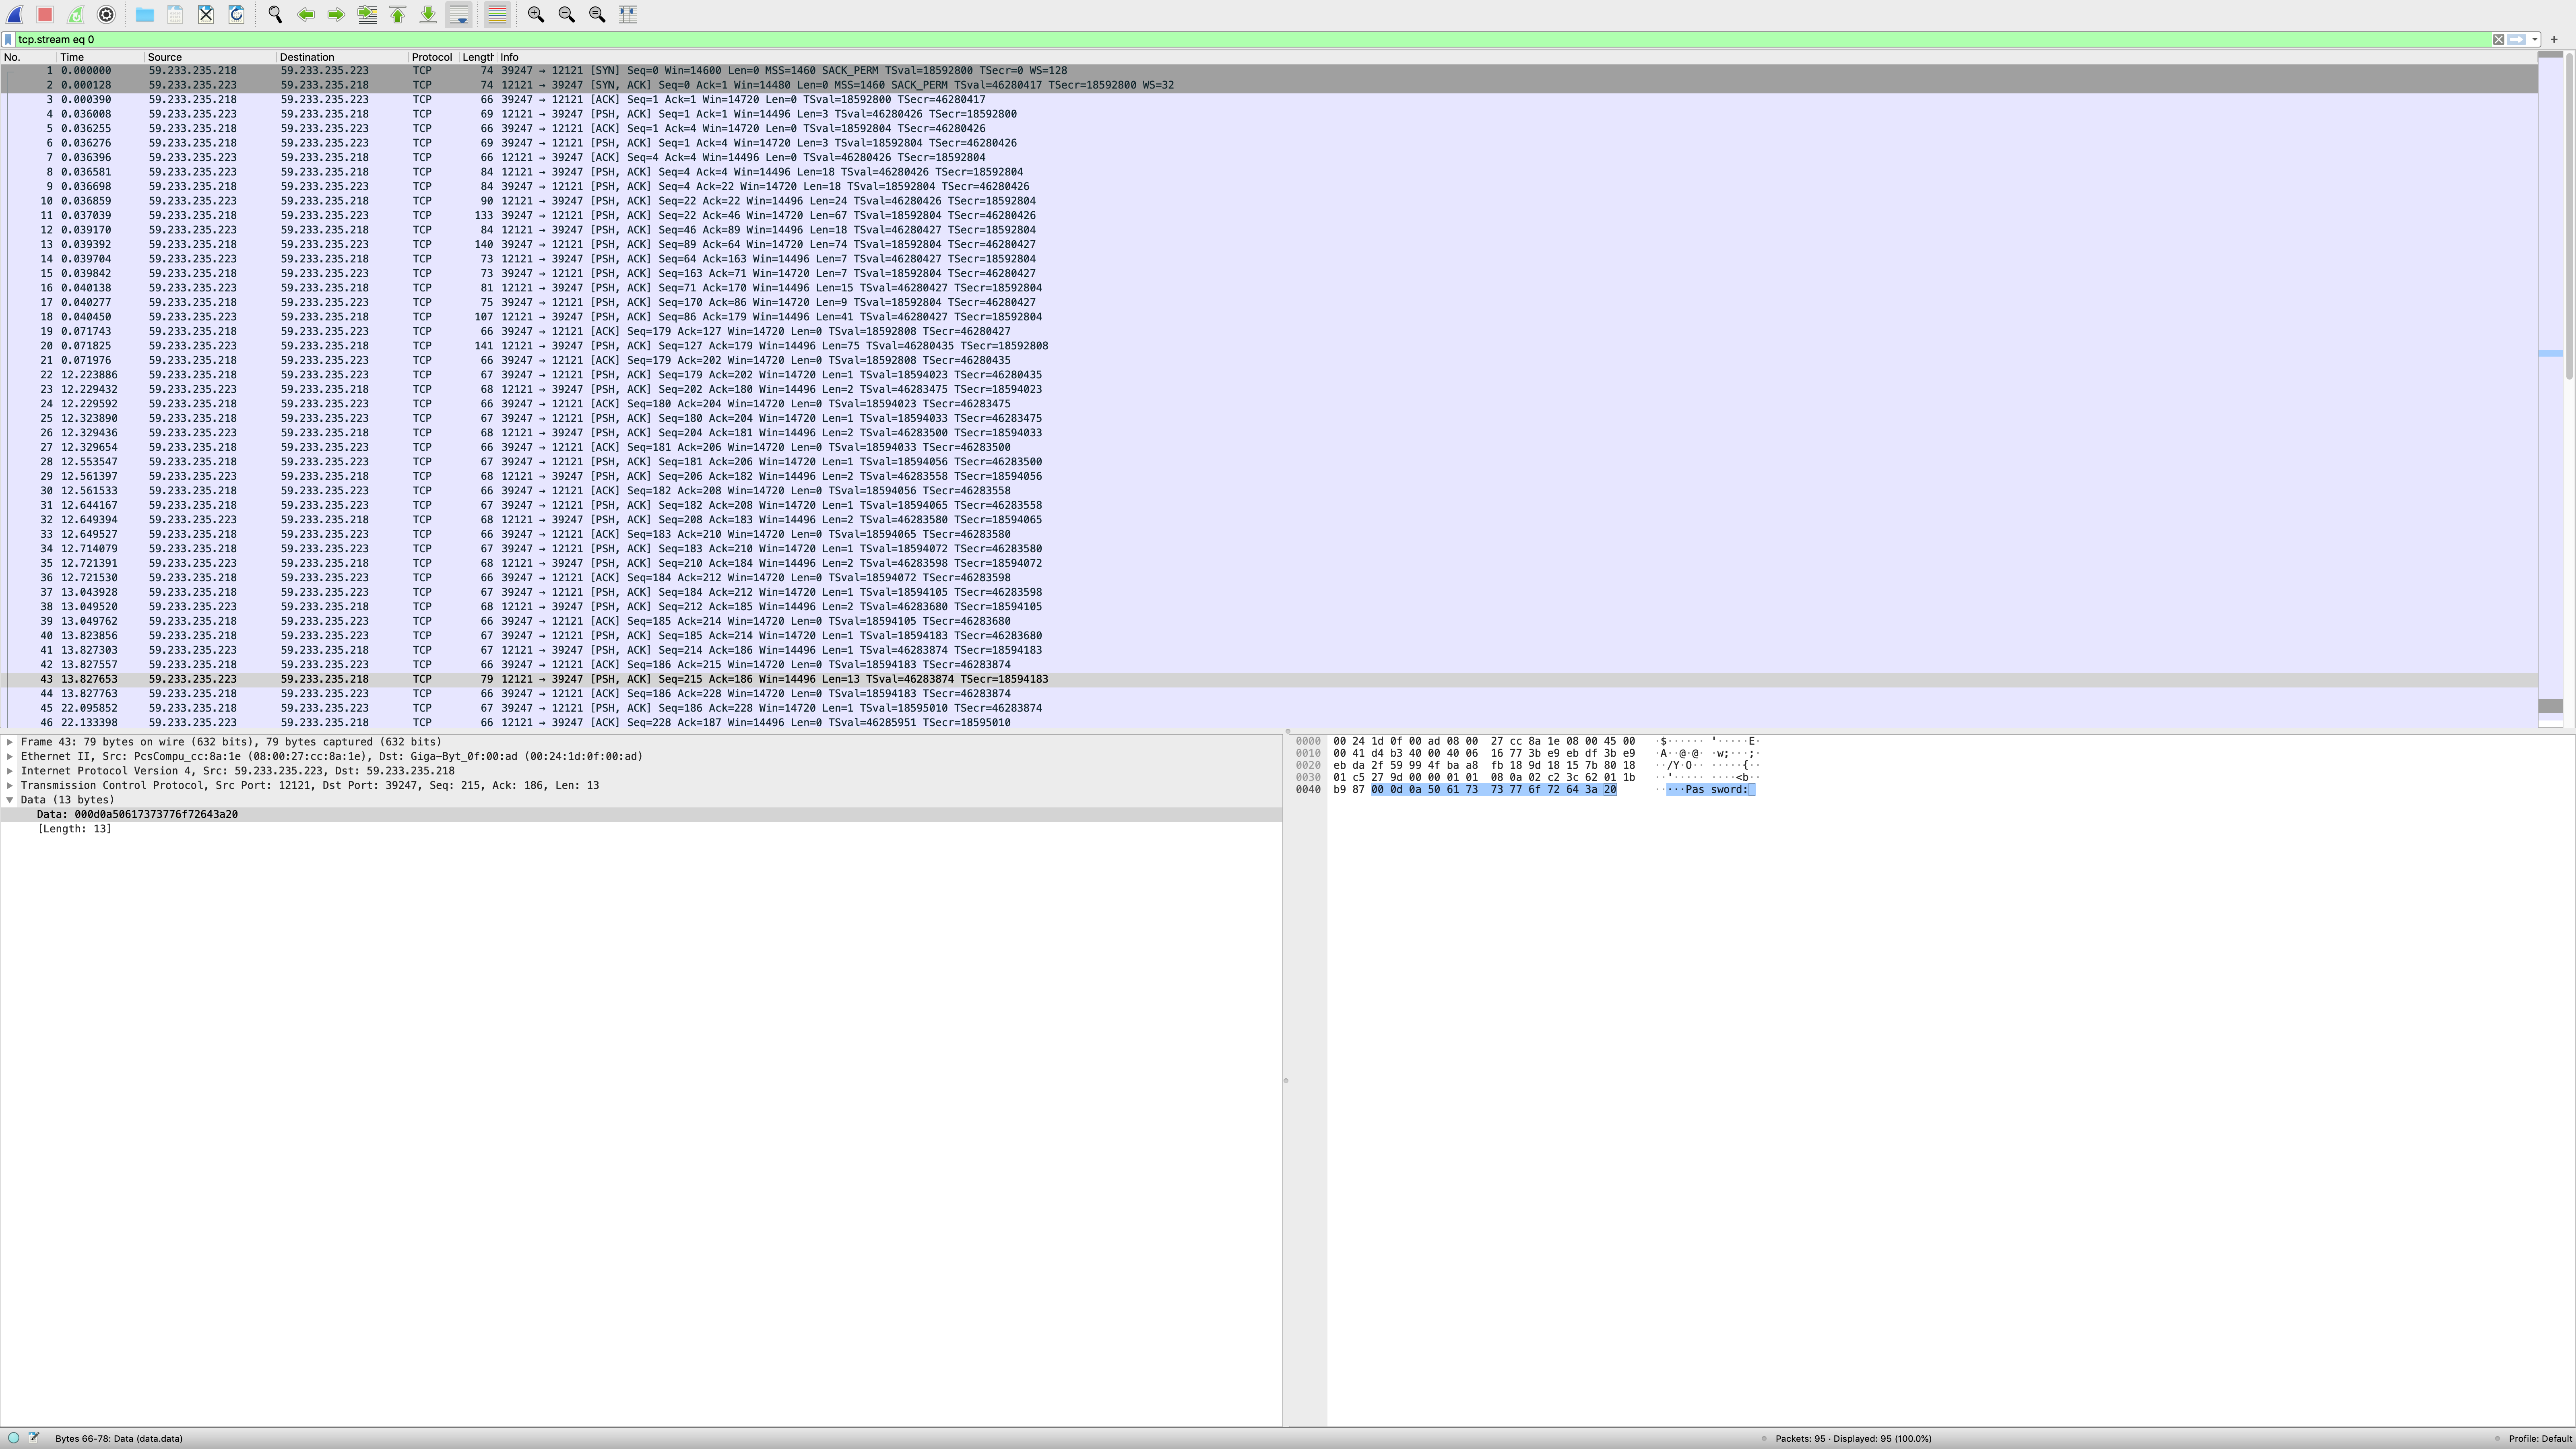 tcp.stream eq 0
No. Time Source Destination Protocol Length Info
1 0.000000 59.233.235.218 59.233.235.223 TCP 74 39247 → 12121 [SYN] Seq=0 Win=14600 Len=0 MSS=1460 SACK_PERM TSval=18592800 TSecr=0 WS=128
2 0.000128 59.233.235.223 59.233.235.218 TCP 74 12121 → 39247 [SYN, ACK] Seq=0 Ack=1 Win=14480 Len=0 MSS=1460 SACK_PERM TSval=46280417 TSecr=18592800 WS=32
3 0.000390 59.233.235.218 59.233.235.223 TCP 66 39247 → 12121 [ACK] Seq=1 Ack=1 Win=14720 Len=0 TSval=18592800 TSecr=46280417
4 0.036008 59.233.235.223 59.233.235.218 TCP 69 12121 → 39247 [PSH, ACK] Seq=1 Ack=1 Win=14496 Len=3 TSval=46280426 TSecr=18592800
5 0.036255 59.233.235.218 59.233.235.223 TCP 66 39247 → 12121 [ACK] Seq=1 Ack=4 Win=14720 Len=0 TSval=18592804 TSecr=46280426
6 0.036276 59.233.235.218 59.233.235.223 TCP 69 39247 → 12121 [PSH, ACK] Seq=1 Ack=4 Win=14720 Len=3 TSval=18592804 TSecr=46280426
7 0.036396 59.233.235.223 59.233.235.218 TCP 66 12121 → 39247 [ACK] Seq=4 Ack=4 Win=14496 Len=0 TSval=46280426 TSecr=18592804
8 0.036581 59.233.235.223 59.233.235.218 TCP 84 12121 → 39247 [PSH, ACK] Seq=4 Ack=4 Win=14496 Len=18 TSval=46280426 TSecr=18592804
9 0.036698 59.233.235.218 59.233.235.223 TCP 84 39247 → 12121 [PSH, ACK] Seq=4 Ack=22 Win=14720 Len=18 TSval=18592804 TSecr=46280426
10 0.036859 59.233.235.223 59.233.235.218 TCP 90 12121 → 39247 [PSH, ACK] Seq=22 Ack=22 Win=14496 Len=24 TSval=46280426 TSecr=18592804
11 0.037039 59.233.235.218 59.233.235.223 TCP 133 39247 → 12121 [PSH, ACK] Seq=22 Ack=46 Win=14720 Len=67 TSval=18592804 TSecr=46280426
12 0.039170 59.233.235.223 59.233.235.218 TCP 84 12121 → 39247 [PSH, ACK] Seq=46 Ack=89 Win=14496 Len=18 TSval=46280427 TSecr=18592804
13 0.039392 59.233.235.218 59.233.235.223 TCP 140 39247 → 12121 [PSH, ACK] Seq=89 Ack=64 Win=14720 Len=74 TSval=18592804 TSecr=46280427
14 0.039704 59.233.235.223 59.233.235.218 TCP 73 12121 → 39247 [PSH, ACK] Seq=64 Ack=163 Win=14496 Len=7 TSval=46280427 TSecr=18592804
15 0.039842 59.233.235.218 59.233.235.223 TCP 73 39247 → 12121 [PSH, ACK] Seq=163 Ack=71 Win=14720 Len=7 TSval=18592804 TSecr=46280427
16 0.040138 59.233.235.223 59.233.235.218 TCP 81 12121 → 39247 [PSH, ACK] Seq=71 Ack=170 Win=14496 Len=15 TSval=46280427 TSecr=18592804
17 0.040277 59.233.235.218 59.233.235.223 TCP 75 39247 → 12121 [PSH, ACK] Seq=170 Ack=86 Win=14720 Len=9 TSval=18592804 TSecr=46280427
18 0.040450 59.233.235.223 59.233.235.218 TCP 107 12121 → 39247 [PSH, ACK] Seq=86 Ack=179 Win=14496 Len=41 TSval=46280427 TSecr=18592804
19 0.071743 59.233.235.218 59.233.235.223 TCP 66 39247 → 12121 [ACK] Seq=179 Ack=127 Win=14720 Len=0 TSval=18592808 TSecr=46280427
20 0.071825 59.233.235.223 59.233.235.218 TCP 141 12121 → 39247 [PSH, ACK] Seq=127 Ack=179 Win=14496 Len=75 TSval=46280435 TSecr=18592808
21 0.071976 59.233.235.218 59.233.235.223 TCP 66 39247 → 12121 [ACK] Seq=179 Ack=202 Win=14720 Len=0 TSval=18592808 TSecr=46280435
22 12.223886 59.233.235.218 59.233.235.223 TCP 67 39247 → 12121 [PSH, ACK] Seq=179 Ack=202 Win=14720 Len=1 TSval=18594023 TSecr=46280435
23 12.229432 59.233.235.223 59.233.235.218 TCP 68 12121 → 39247 [PSH, ACK] Seq=202 Ack=180 Win=14496 Len=2 TSval=46283475 TSecr=18594023
24 12.229592 59.233.235.218 59.233.235.223 TCP 66 39247 → 12121 [ACK] Seq=180 Ack=204 Win=14720 Len=0 TSval=18594023 TSecr=46283475
25 12.323890 59.233.235.218 59.233.235.223 TCP 67 39247 → 12121 [PSH, ACK] Seq=180 Ack=204 Win=14720 Len=1 TSval=18594033 TSecr=46283475
26 12.329436 59.233.235.223 59.233.235.218 TCP 68 12121 → 39247 [PSH, ACK] Seq=204 Ack=181 Win=14496 Len=2 TSval=46283500 TSecr=18594033
27 12.329654 59.233.235.218 59.233.235.223 TCP 66 39247 → 12121 [ACK] Seq=181 Ack=206 Win=14720 Len=0 TSval=18594033 TSecr=46283500
28 12.553547 59.233.235.218 59.233.235.223 TCP 67 39247 → 12121 [PSH, ACK] Seq=181 Ack=206 Win=14720 Len=1 TSval=18594056 TSecr=46283500
29 12.561397 59.233.235.223 59.233.235.218 TCP 68 12121 → 39247 [PSH, ACK] Seq=206 Ack=182 Win=14496 Len=2 TSval=46283558 TSecr=18594056
30 12.561533 59.233.235.218 59.233.235.223 TCP 66 39247 → 12121 [ACK] Seq=182 Ack=208 Win=14720 Len=0 TSval=18594056 TSecr=46283558
31 12.644167 59.233.235.218 59.233.235.223 TCP 67 39247 → 12121 [PSH, ACK] Seq=182 Ack=208 Win=14720 Len=1 TSval=18594065 TSecr=46283558
32 12.649394 59.233.235.223 59.233.235.218 TCP 68 12121 → 39247 [PSH, ACK] Seq=208 Ack=183 Win=14496 Len=2 TSval=46283580 TSecr=18594065
33 12.649527 59.233.235.218 59.233.235.223 TCP 66 39247 → 12121 [ACK] Seq=183 Ack=210 Win=14720 Len=0 TSval=18594065 TSecr=46283580
34 12.714079 59.233.235.218 59.233.235.223 TCP 67 39247 → 12121 [PSH, ACK] Seq=183 Ack=210 Win=14720 Len=1 TSval=18594072 TSecr=46283580
35 12.721391 59.233.235.223 59.233.235.218 TCP 68 12121 → 39247 [PSH, ACK] Seq=210 Ack=184 Win=14496 Len=2 TSval=46283598 TSecr=18594072
36 12.721530 59.233.235.218 59.233.235.223 TCP 66 39247 → 12121 [ACK] Seq=184 Ack=212 Win=14720 Len=0 TSval=18594072 TSecr=46283598
37 13.043928 59.233.235.218 59.233.235.223 TCP 67 39247 → 12121 [PSH, ACK] Seq=184 Ack=212 Win=14720 Len=1 TSval=18594105 TSecr=46283598
38 13.049520 59.233.235.223 59.233.235.218 TCP 68 12121 → 39247 [PSH, ACK] Seq=212 Ack=185 Win=14496 Len=2 TSval=46283680 TSecr=18594105
39 13.049762 59.233.235.218 59.233.235.223 TCP 66 39247 → 12121 [ACK] Seq=185 Ack=214 Win=14720 Len=0 TSval=18594105 TSecr=46283680
40 13.823856 59.233.235.218 59.233.235.223 TCP 67 39247 → 12121 [PSH, ACK] Seq=185 Ack=214 Win=14720 Len=1 TSval=18594183 TSecr=46283680
41 13.827303 59.233.235.223 59.233.235.218 TCP 67 12121 → 39247 [PSH, ACK] Seq=214 Ack=186 Win=14496 Len=1 TSval=46283874 TSecr=18594183
42 13.827557 59.233.235.218 59.233.235.223 TCP 66 39247 → 12121 [ACK] Seq=186 Ack=215 Win=14720 Len=0 TSval=18594183 TSecr=46283874
43 13.827653 59.233.235.223 59.233.235.218 TCP 79 12121 → 39247 [PSH, ACK] Seq=215 Ack=186 Win=14496 Len=13 TSval=46283874 TSecr=18594183
44 13.827763 59.233.235.218 59.233.235.223 TCP 66 39247 → 12121 [ACK] Seq=186 Ack=228 Win=14720 Len=0 TSval=18594183 TSecr=46283874
45 22.095852 59.233.235.218 59.233.235.223 TCP 67 39247 → 12121 [PSH, ACK] Seq=186 Ack=228 Win=14720 Len=1 TSval=18595010 TSecr=46283874
46 22.133398 59.233.235.223 59.233.235.218 TCP 66 12121 → 39247 [ACK] Seq=228 Ack=187 Win=14496 Len=0 TSval=46285951 TSecr=18595010
Frame 43: 79 bytes on wire (632 bits), 79 bytes captured (632 bits)
Ethernet II, Src: PcsCompu_cc:8a:1e (08:00:27:cc:8a:1e), Dst: Giga-Byt_0f:00:ad (00:24:1d:0f:00:ad)
Internet Protocol Version 4, Src: 59.233.235.223, Dst: 59.233.235.218
Transmission Control Protocol, Src Port: 12121, Dst Port: 39247, Seq: 215, Ack: 186, Len: 13
Data (13 bytes)
Data: 000d0a50617373776f72643a20
[Length: 13]
0000 00 24 1d 0f 00 ad 08 00 27 cc 8a 1e 08 00 45 00 ·$······ '·····E·
0010 00 41 d4 b3 40 00 40 06 16 77 3b e9 eb df 3b e9 ·A··@·@· ·w;···;·
0020 eb da 2f 59 99 4f ba a8 fb 18 9d 18 15 7b 80 18 ··/Y·O·· ·····{··
0030 01 c5 27 9d 00 00 01 01 08 0a 02 c2 3c 62 01 1b ··'····· ····<b··
0040 b9 87 00 0d 0a 50 61 73 73 77 6f 72 64 3a 20 ·····Pas sword:
Bytes 66-78: Data (data.data)
Packets: 95 · Displayed: 95 (100.0%)
Profile: Default